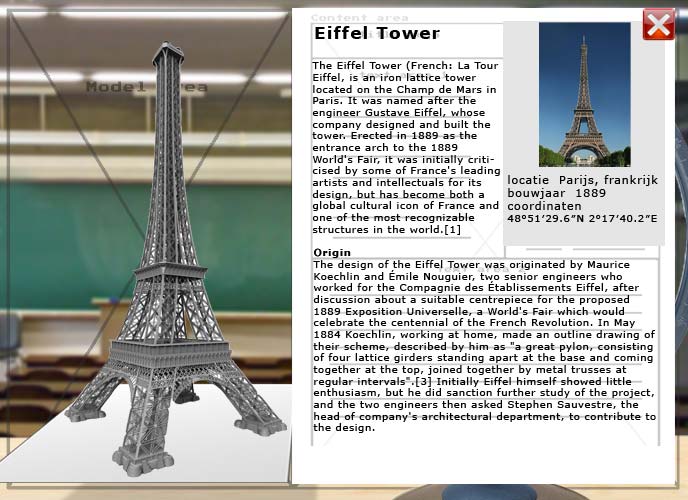 Content area
Eiffel Tower
Model area
The Eiffel Tower (French: La Tour
Eiffel, is an iron lattice tower
located on the Champ de Mars in
Paris. It was named after the
engineer Gustave Eiffel, whose
company designed and built the
tower. Erected in 1889 as the
entrance arch to the 1889
World's Fair, it was initially criti-
cised by some of France's leading
artists and intellectuals for its
design, but has become both a
global cultural icon of France and
one of the most recognizable
structures in the world.[1]
locatie Parijs, frankrijk
bouwjaar 1889
coordinaten
48°51′29.6″N 2°17′40.2″E
Origin
The design of the Eiffel Tower was originated by Maurice
Koechlin and Émile Nouguier, two senior engineers who
worked for the Compagnie des Établissements Eiffel, after
discussion about a suitable centrepiece for the proposed
1889 Exposition Universelle, a World's Fair which would
celebrate the centennial of the French Revolution. In May
1884 Koechlin, working at home, made an outline drawing of
their scheme, described by him as "a great pylon, consisting
of four lattice girders standing apart at the base and coming
together at the top, joined together by metal trusses at
regular intervals".[3] Initially Eiffel himself showed little
enthusiasm, but he did sanction further study of the project,
and the two engineers then asked Stephen Sauvestre, the
head of company's architectural department, to contribute to
the design.